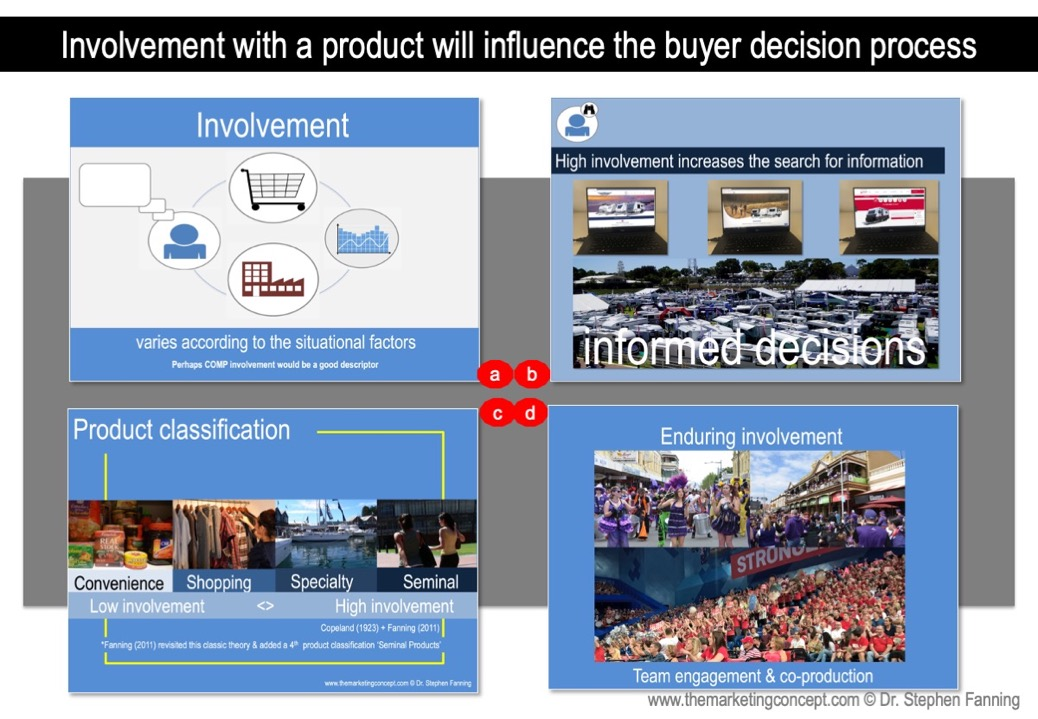 Involvement with a product will influence the buyer decision process
Involvement
varies according to the situational factors
Perhaps COMP involvement would be a good descriptor
High involvement increases the search for information
informed decisions
a
b
c
d
Product classification
REAL
Convenience
Shopping
Specialty
Seminal
Low involvement
<>
High involvement
Copeland (1923) + Fanning (2011)
*Fanning (2011) revisited this classic theory & added a 4th product classification 'Seminal Products'
www.themarketingconcept.com © Dr. Stephen Fanning
Enduring involvement
Team engagement & co-production
www.themarketingconcept.com © Dr. Stephen Fanning